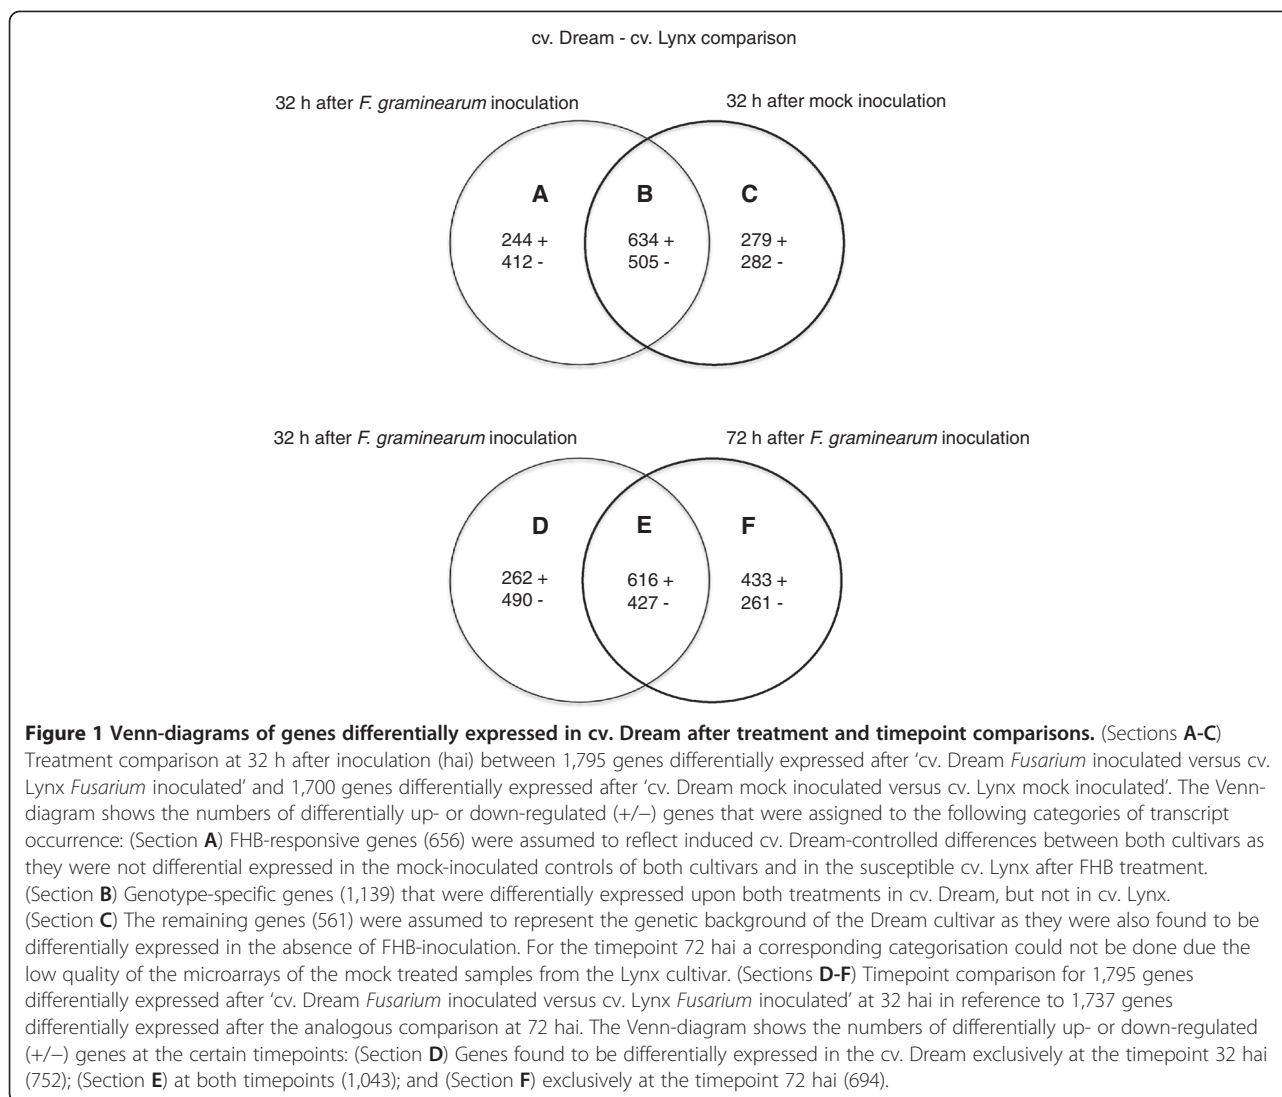 cv. Dream - cv. Lynx comparison
32 h after F. graminearum inoculation
32 h after mock inoculation
A
B
C
244 +
412 -
634 +
505 -
279 +
282 -
32 h after F. graminearum inoculation
72 h after F. graminearum inoculation
D
E
F
262 +
490 -
616 +
427 -
433 +
261 -
Figure 1 Venn-diagrams of genes differentially expressed in cv. Dream after treatment and timepoint comparisons. (Sections A-C)
Treatment comparison at 32 h after inoculation (hai) between 1,795 genes differentially expressed after ‘cv. Dream Fusarium inoculated versus cv.
Lynx Fusarium inoculated’ and 1,700 genes differentially expressed after ‘cv. Dream mock inoculated versus cv. Lynx mock inoculated’. The Venn-
diagram shows the numbers of differentially up- or down-regulated (+/−) genes that were assigned to the following categories of transcript
occurrence: (Section A) FHB-responsive genes (656) were assumed to reflect induced cv. Dream-controlled differences between both cultivars as
they were not differential expressed in the mock-inoculated controls of both cultivars and in the susceptible cv. Lynx after FHB treatment.
(Section B) Genotype-specific genes (1,139) that were differentially expressed upon both treatments in cv. Dream, but not in cv. Lynx.
(Section C) The remaining genes (561) were assumed to represent the genetic background of the Dream cultivar as they were also found to be
differentially expressed in the absence of FHB-inoculation. For the timepoint 72 hai a corresponding categorisation could not be done due the
low quality of the microarrays of the mock treated samples from the Lynx cultivar. (Sections D-F) Timepoint comparison for 1,795 genes
differentially expressed after ‘cv. Dream Fusarium inoculated versus cv. Lynx Fusarium inoculated’ at 32 hai in reference to 1,737 genes
differentially expressed after the analogous comparison at 72 hai. The Venn-diagram shows the numbers of differentially up- or down-regulated
(+/−) genes at the certain timepoints: (Section D) Genes found to be differentially expressed in the cv. Dream exclusively at the timepoint 32 hai
(752); (Section E) at both timepoints (1,043); and (Section F) exclusively at the timepoint 72 hai (694).